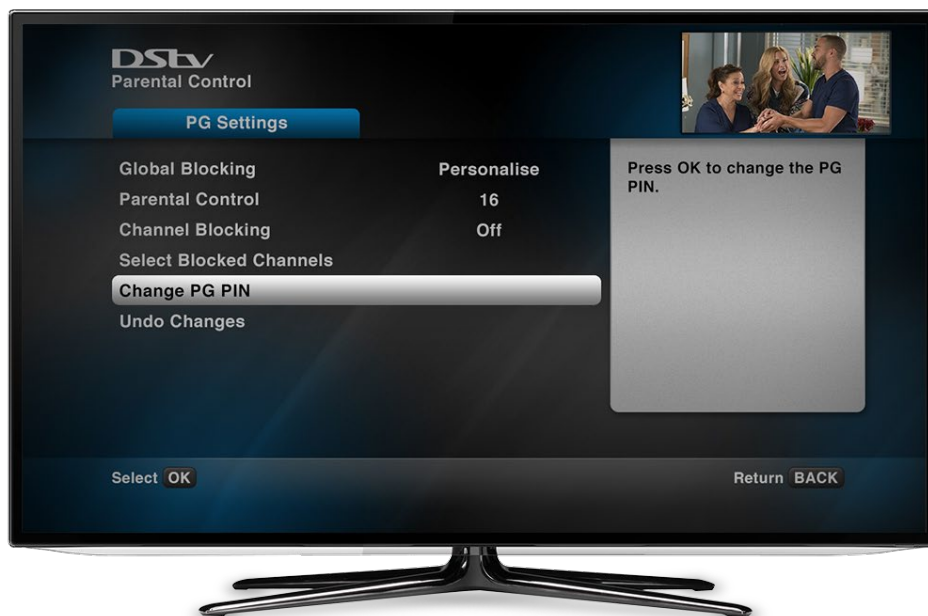 DStv
Parental Control
PG Settings
Global Blocking Personalise
Parental Control 16
Channel Blocking Off
Select Blocked Channels
Change PG PIN
Undo Changes
Press OK to change the PG
PIN.
Select OK
Return BACK